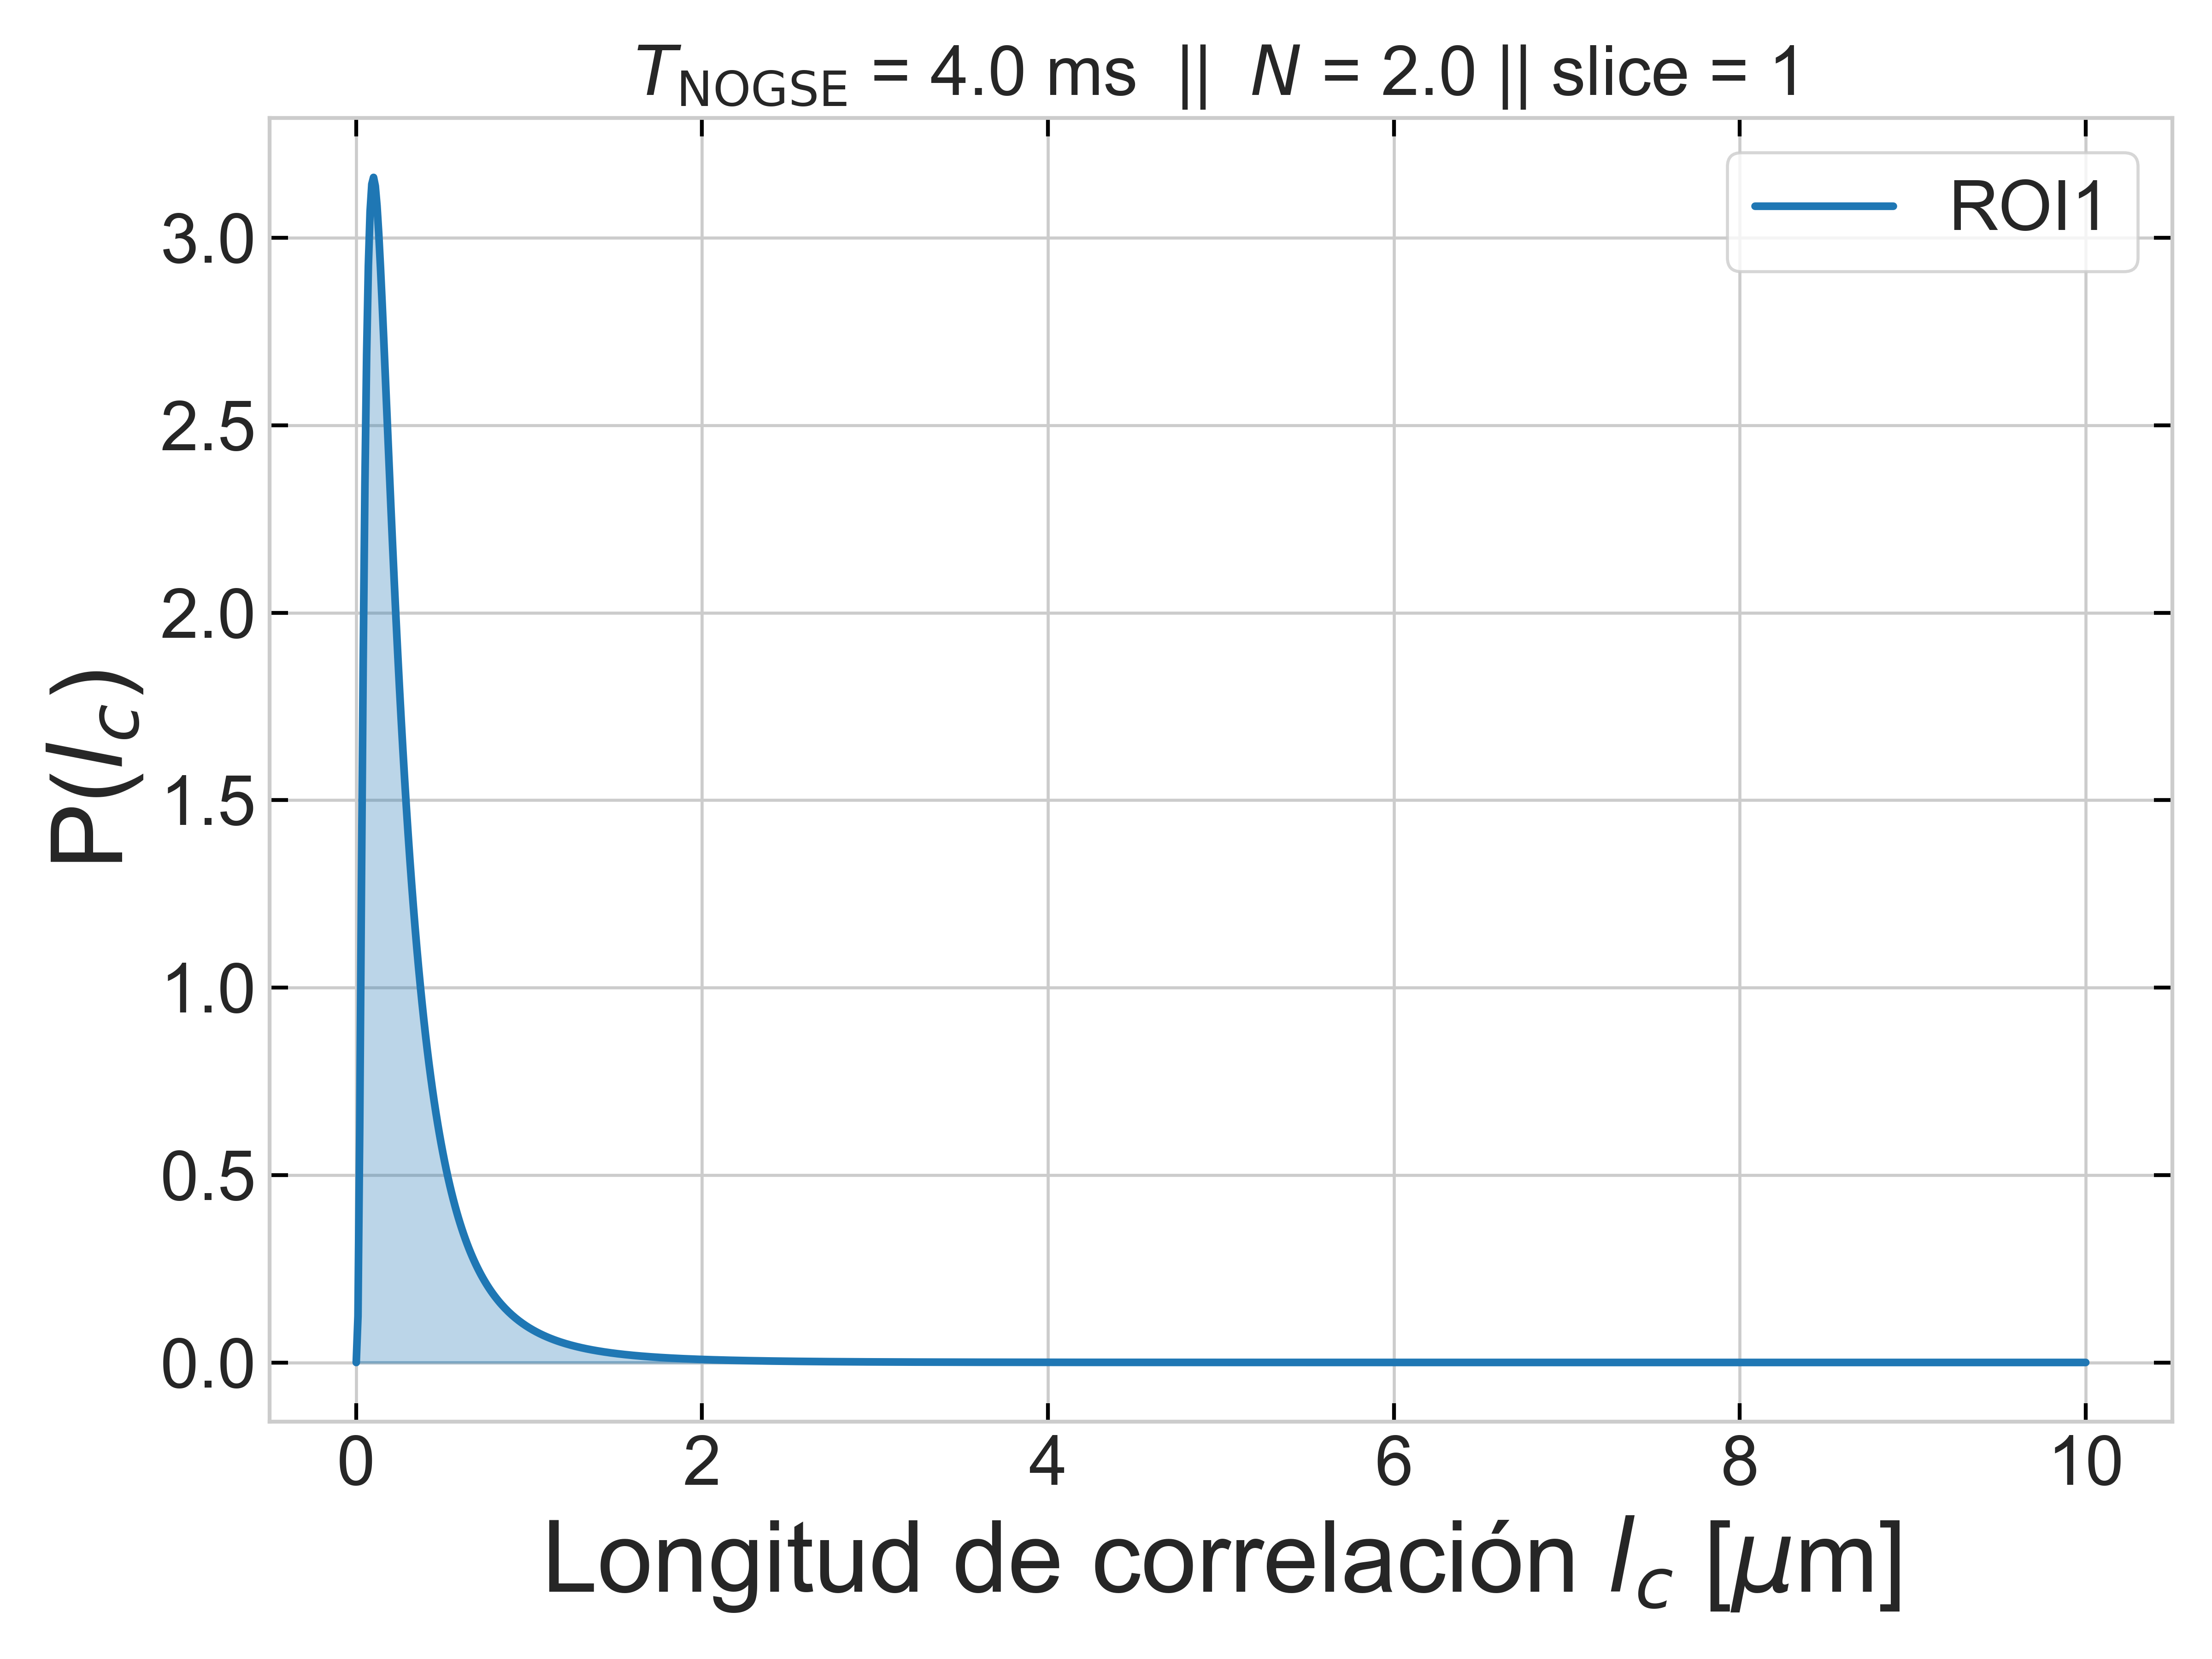 T_NOGSE = 4.0 ms || N = 2.0 || slice = 1
ROI1
3.0
2.5
2.0
1.5
1.0
0.5
0.0
P(l_c)
0 2 4 6 8 10
Longitud de correlación l_c [μm]